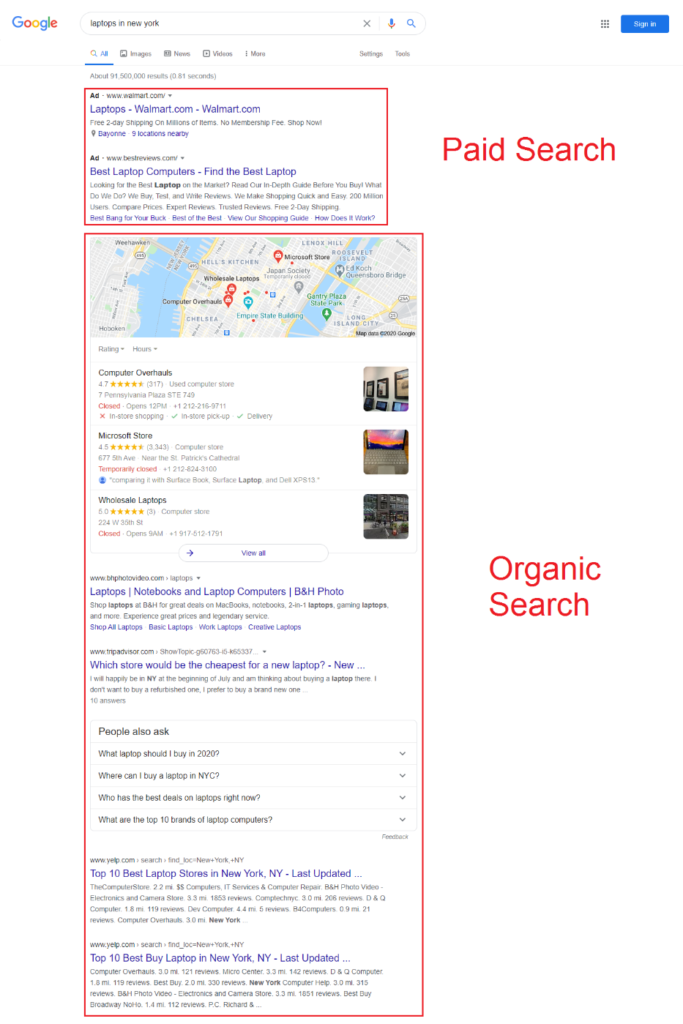 Google
laptops in new york
Sign in
All Images News Videos More Settings Tools
About 91,500,000 results (0.81 seconds)
Ad · www.walmart.com/
Laptops - Walmart.com - Walmart.com
Free 2-day Shipping On Millions of Items. No Membership Fee. Shop Now!
Bayonne · 9 locations nearby
Ad · www.bestreviews.com/
Best Laptop Computers - Find the Best Laptop
Looking for the Best Laptop on the Market? Read Our In-Depth Guide Before You Buy! What
Do We Do? We Buy, Test, and Write Reviews. We Make Shopping Quick and Easy. 200 Million
Users. Compare Prices. Expert Reviews. Trusted Reviews. Free 2-Day Shipping.
Best Bang for Your Buck · Best of the Best · View Our Shopping Guide · How Does It Work?
Paid Search
Weehawken
LENOX HILL
HELL'S KITCHEN
Microsoft Store
ROOSEVELT
ISLAND
Japan Society
Temporarily closed
Ed Koch
Queensboro Bridge
Wholesale Laptops
Computer Overhauls
Gantry Plaza
State Park
CHELSEA
Empire State Building
LONG
ISLAND CITY
Hoboken
Map data ©2020 Google
Rating Hours
Computer Overhauls
4.7 (317) · Used computer store
7 Pennsylvania Plaza STE 749
Closed · Opens 12PM · +1 212-216-9711
In-store shopping · In-store pick-up · Delivery
Microsoft Store
4.5 (3,343) · Computer store
677 5th Ave · Near the St. Patrick's Cathedral
Temporarily closed · +1 212-824-3100
"comparing it with Surface Book, Surface Laptop, and Dell XPS13."
Wholesale Laptops
5.0 (3) · Computer store
224 W 35th St
Closed · Opens 9AM · +1 917-512-1791
View all
Organic
Search
www.bhphotovideo.com › laptops
Laptops | Notebooks and Laptop Computers | B&H Photo
Shop laptops at B&H for great deals on MacBooks, notebooks, 2-in-1 laptops, gaming laptops,
and more. Experience great prices and legendary service.
Shop All Laptops · Basic Laptops · Work Laptops · Creative Laptops
www.tripadvisor.com › ShowTopic-g60763-i5-k65337...
Which store would be the cheapest for a new laptop? - New ...
I will happily be in NY at the beginning of July and am thinking about buying a laptop there. I
don't want to buy a refurbished one, I prefer to buy a brand new one ...
10 answers
People also ask
What laptop should I buy in 2020?
Where can I buy a laptop in NYC?
Who has the best deals on laptops right now?
What are the top 10 brands of laptop computers?
Feedback
www.yelp.com › search › find_loc=New+York,+NY
Top 10 Best Laptop Stores in New York, NY - Last Updated ...
TheComputerStore. 2.2 mi. $$ Computers, IT Services & Computer Repair. B&H Photo Video -
Electronics and Camera Store. 3.3 mi. 1853 reviews. Comptechnyc. 3.0 mi. 206 reviews. D & Q
Computer. 1.8 mi. 119 reviews. Dev Computer. 4.4 mi. 5 reviews. B4Computers. 0.9 mi. 21
reviews. Computer Overhauls. 3.0 mi. New York ...
www.yelp.com › search › find_loc=New+York,+NY
Top 10 Best Buy Laptop in New York, NY - Last Updated ...
Computer Overhauls. 3.0 mi. 121 reviews. Micro Center. 3.3 mi. 142 reviews. D & Q Computer.
1.8 mi. 119 reviews. Best Buy. 2.0 mi. 330 reviews. New York Computer Help. 3.0 mi. 315
reviews. B&H Photo Video - Electronics and Camera Store. 3.3 mi. 1851 reviews. Best Buy
Broadway NoHo. 1.4 mi. 112 reviews. P.C. Richard & ...